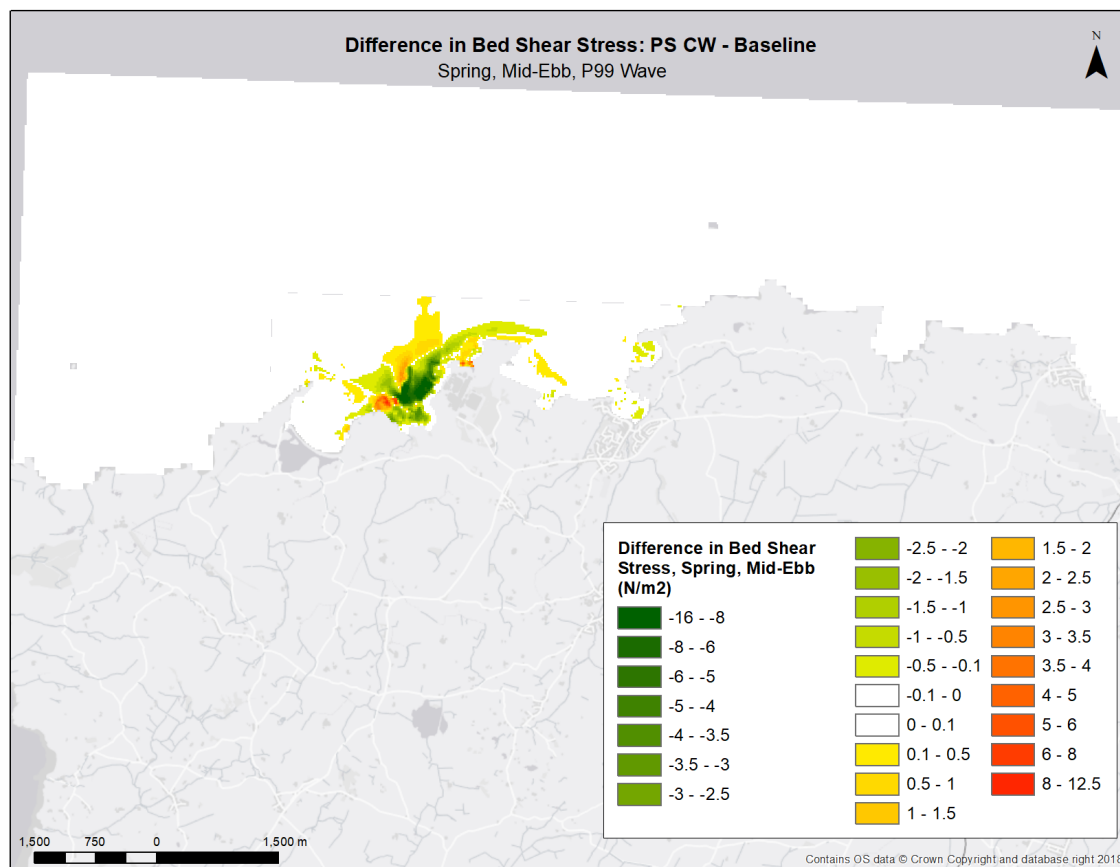 Difference in Bed Shear Stress: PS CW - Baseline
Spring, Mid-Ebb, P99 Wave
N
Difference in Bed Shear
Stress, Spring, Mid-Ebb
(N/m2)
-16 - -8
-8 - -6
-6 - -5
-5 - -4
-4 - -3.5
-3.5 - -3
-3 - -2.5
-2.5 - -2
-2 - -1.5
-1.5 - -1
-1 - -0.5
-0.5 - -0.1
-0.1 - 0
0 - 0.1
0.1 - 0.5
0.5 - 1
1 - 1.5
1.5 - 2
2 - 2.5
2.5 - 3
3 - 3.5
3.5 - 4
4 - 5
5 - 6
6 - 8
8 - 12.5
1,500 750 0 1,500 m
Contains OS data © Crown Copyright and database right